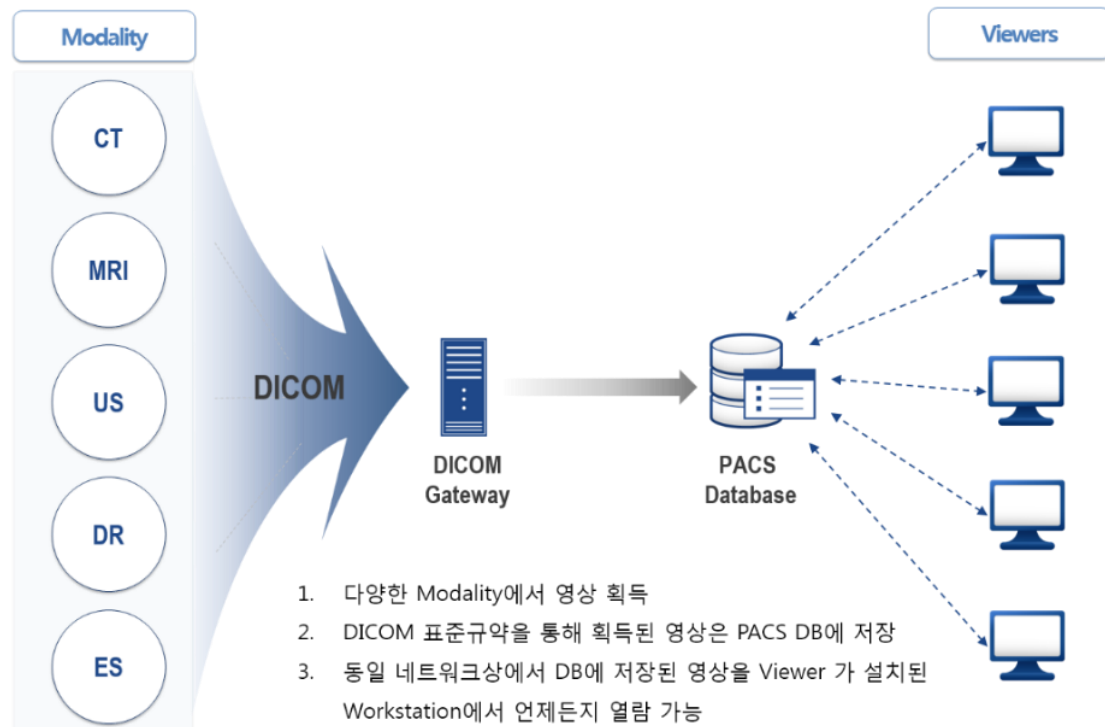 Modality
Viewers
CT
MRI
US
DR
ES
DICOM
DICOM
Gateway
PACS
Database
1. 다양한 Modality에서 영상 획득
2. DICOM 표준규약을 통해 획득된 영상은 PACS DB에 저장
3. 동일 네트워크상에서 DB에 저장된 영상을 Viewer 가 설치된
Workstation에서 언제든지 열람 가능